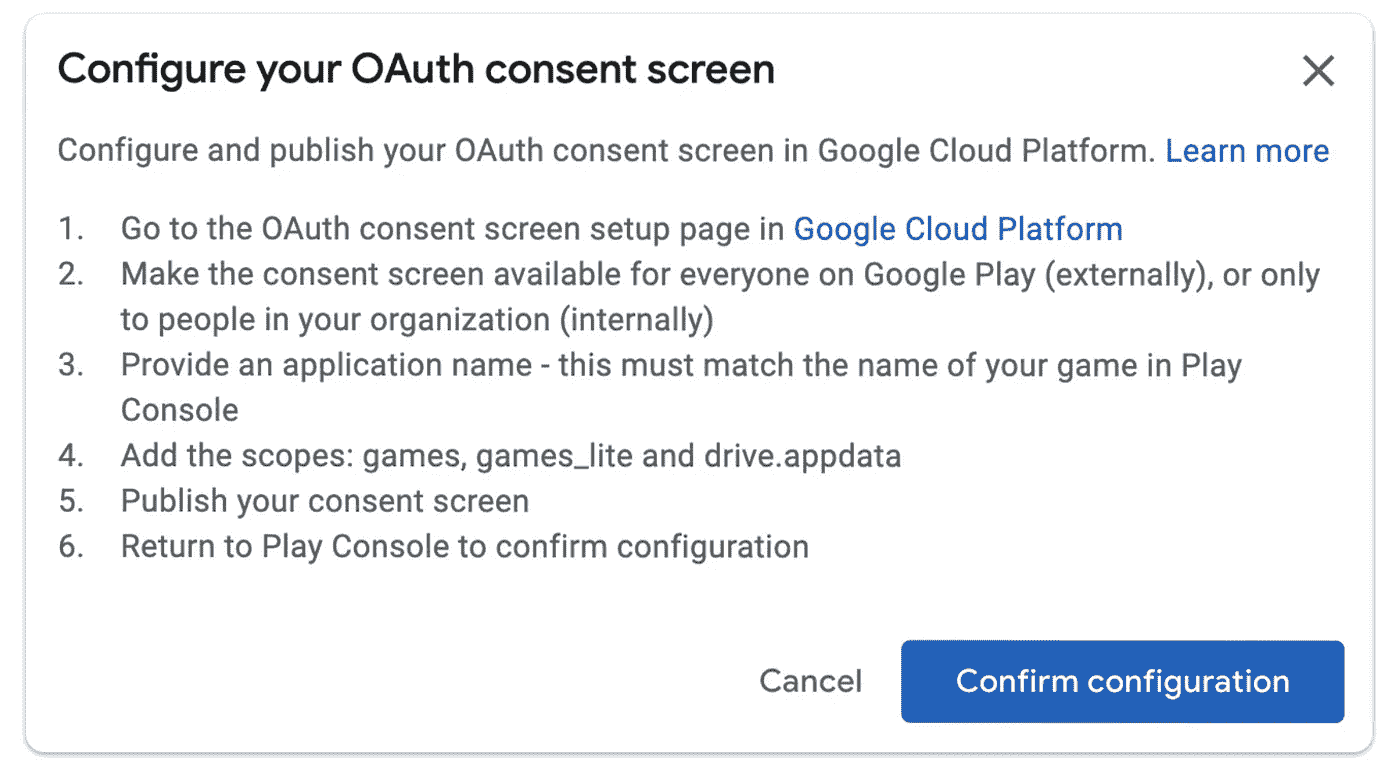 Configure your OAuth consent screen
Configure and publish your OAuth consent screen in Google Cloud Platform. Learn more
1. Go to the OAuth consent screen setup page in Google Cloud Platform
2. Make the consent screen available for everyone on Google Play (externally), or only
to people in your organization (internally)
3. Provide an application name - this must match the name of your game in Play
Console
4. Add the scopes: games, games_lite and drive.appdata
5. Publish your consent screen
6. Return to Play Console to confirm configuration
Cancel Confirm configuration